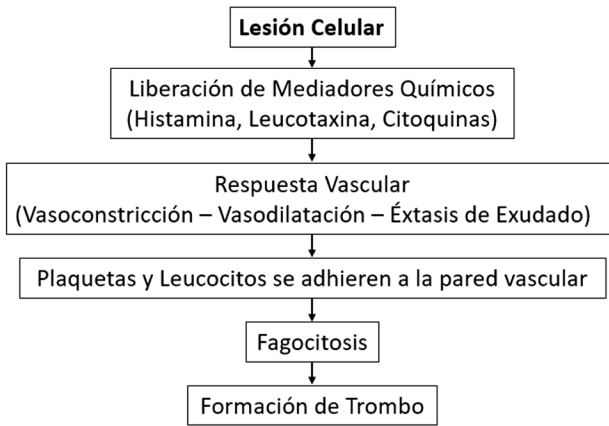 Lesión Celular
Liberación de Mediadores Químicos
(Histamina, Leucotaxina, Citoquinas)
Respuesta Vascular
(Vasoconstricción – Vasodilatación – Éxtasis de Exudado)
Plaquetas y Leucocitos se adhieren a la pared vascular
Fagocitosis
Formación de Trombo